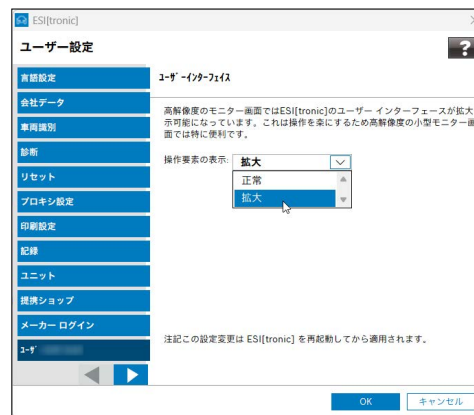 ESI[tronic]
ユーザー設定
?
言語設定
会社データ
車両識別
診断
リセット
プロキシ設定
印刷設定
記録
ユニット
提携ショップ
メーカー ログイン
ﾕｰｻﾞ
ﾕｰｻﾞｰｲﾝﾀｰﾌｪｲｽ
高解像度のモニター画面ではESI[tronic]のユーザー インターフェースが拡大
示可能になっています。これは操作を楽にするため高解像度の小型モニター画
面では特に便利です。
操作要素の表示: 拡大
正常
拡大
注記この設定変更は ESI[tronic] を再起動してから適用されます。
OK キャンセル